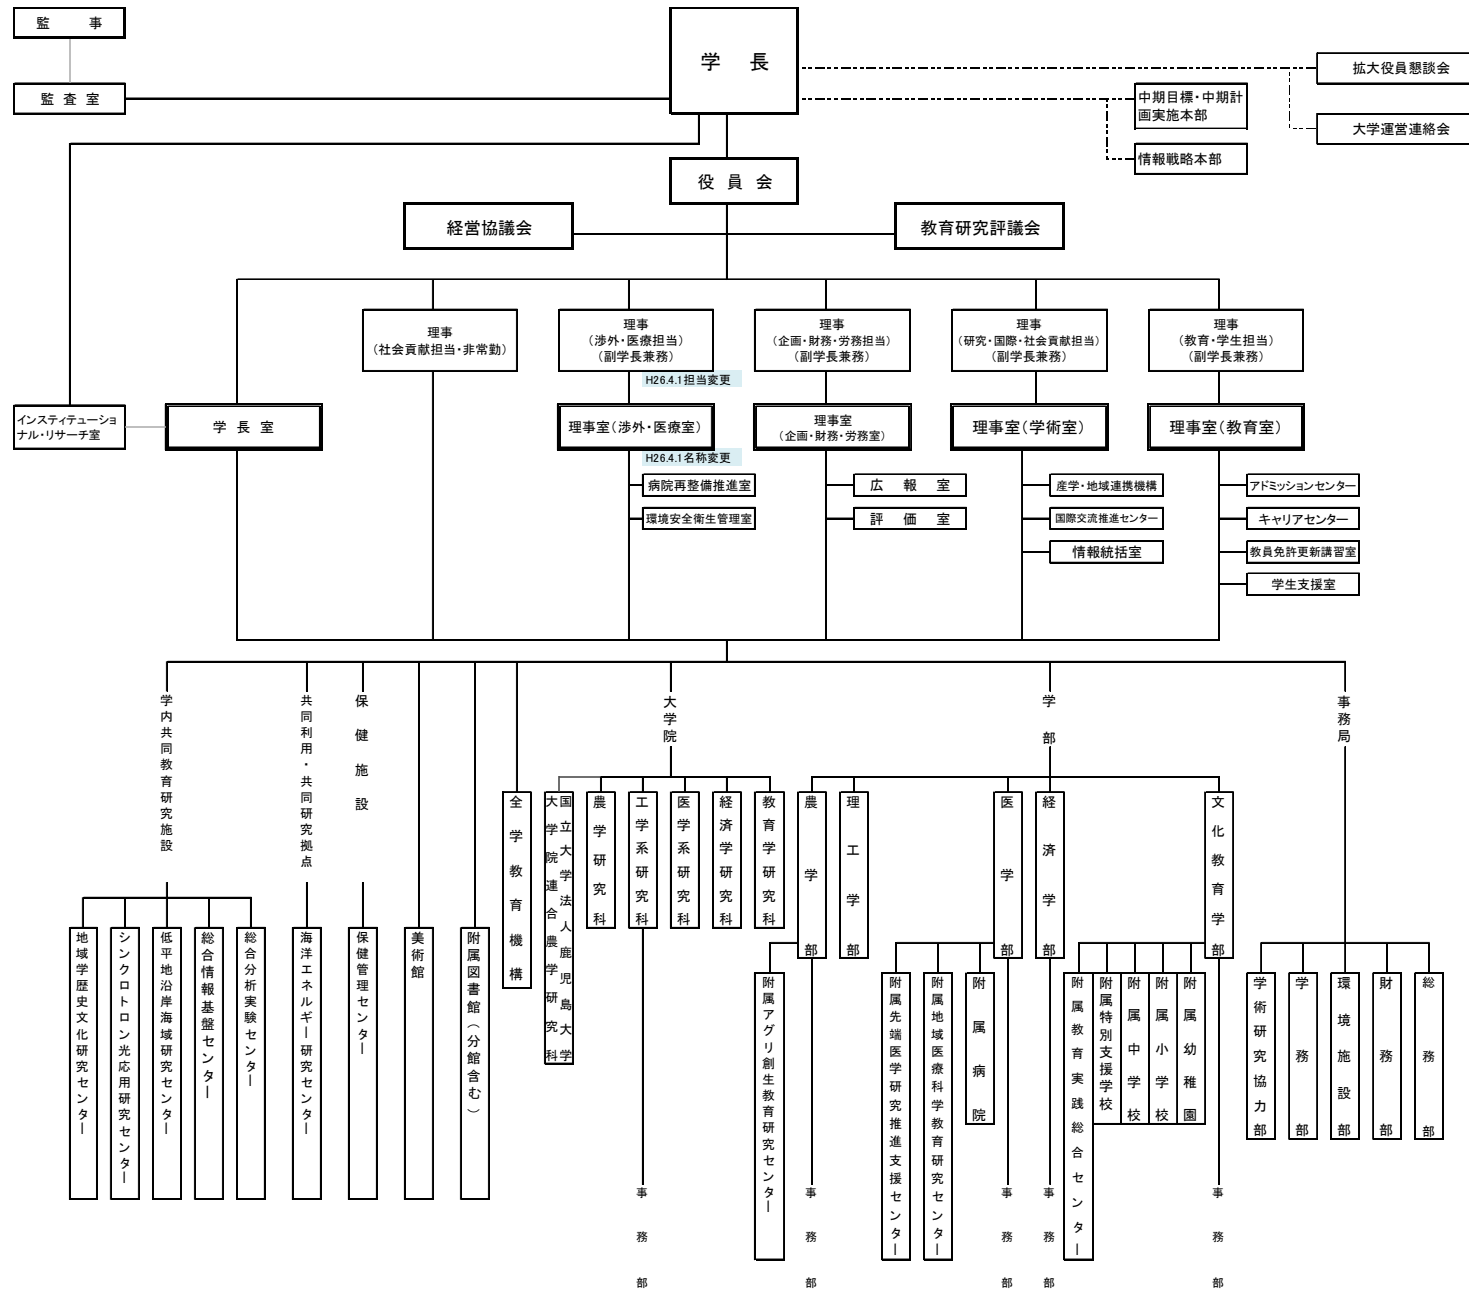 監 事
学 長
拡大役員懇談会
監 査 室
中期目標・中期計
画実施本部
大学運営連絡会
情報戦略本部
役 員 会
経営協議会
教育研究評議会
理事
(社会貢献担当・非常勤)
理事
(渉外・医療担当)
(副学長兼務)
理事
(企画・財務・労務担当)
(副学長兼務)
理事
(研究・国際・社会貢献担当)
(副学長兼務)
理事
(教育・学生担当)
(副学長兼務)
H26.4.1担当変更
インスティテューショ
ナル・リサーチ室
学 長 室
理事室(渉外・医療室)
理事室
(企画・財務・労務室)
理事室(学術室)
理事室(教育室)
H26.4.1名称変更
病院再整備推進室
環境安全衛生管理室
広 報 室
評 価 室
産学・地域連携機構
国際交流推進センター
情報統括室
アドミッションセンター
キャリアセンター
教員免許更新講習室
学生支援室
学内共同教育研究施設
共同利用・共同研究拠点
保健施設
大学院
学部
事務局
全学教育機構
国立大学法人鹿児島大学
大学院連合農学研究科
農学研究科
工学系研究科
医学系研究科
経済学研究科
教育学研究科
農学部
理工学部
医学部
経済学部
文化教育学部
地域学歴史文化研究センター
シンクロトロン光応用研究センター
低平地沿岸海域研究センター
総合情報基盤センター
総合分析実験センター
海洋エネルギー研究センター
保健管理センター
美術館
附属図書館(分館含む)
附属アグリ創生教育研究センター
附属先端医学研究推進支援センター
附属地域医療科学教育研究センター
附属病院
附属教育実践総合センター
附属特別支援学校
附属中学校
附属小学校
附属幼稚園
学術研究協力部
学務部
環境施設部
財務部
総務部
事務部
事務部
事務部
事務部
事務部